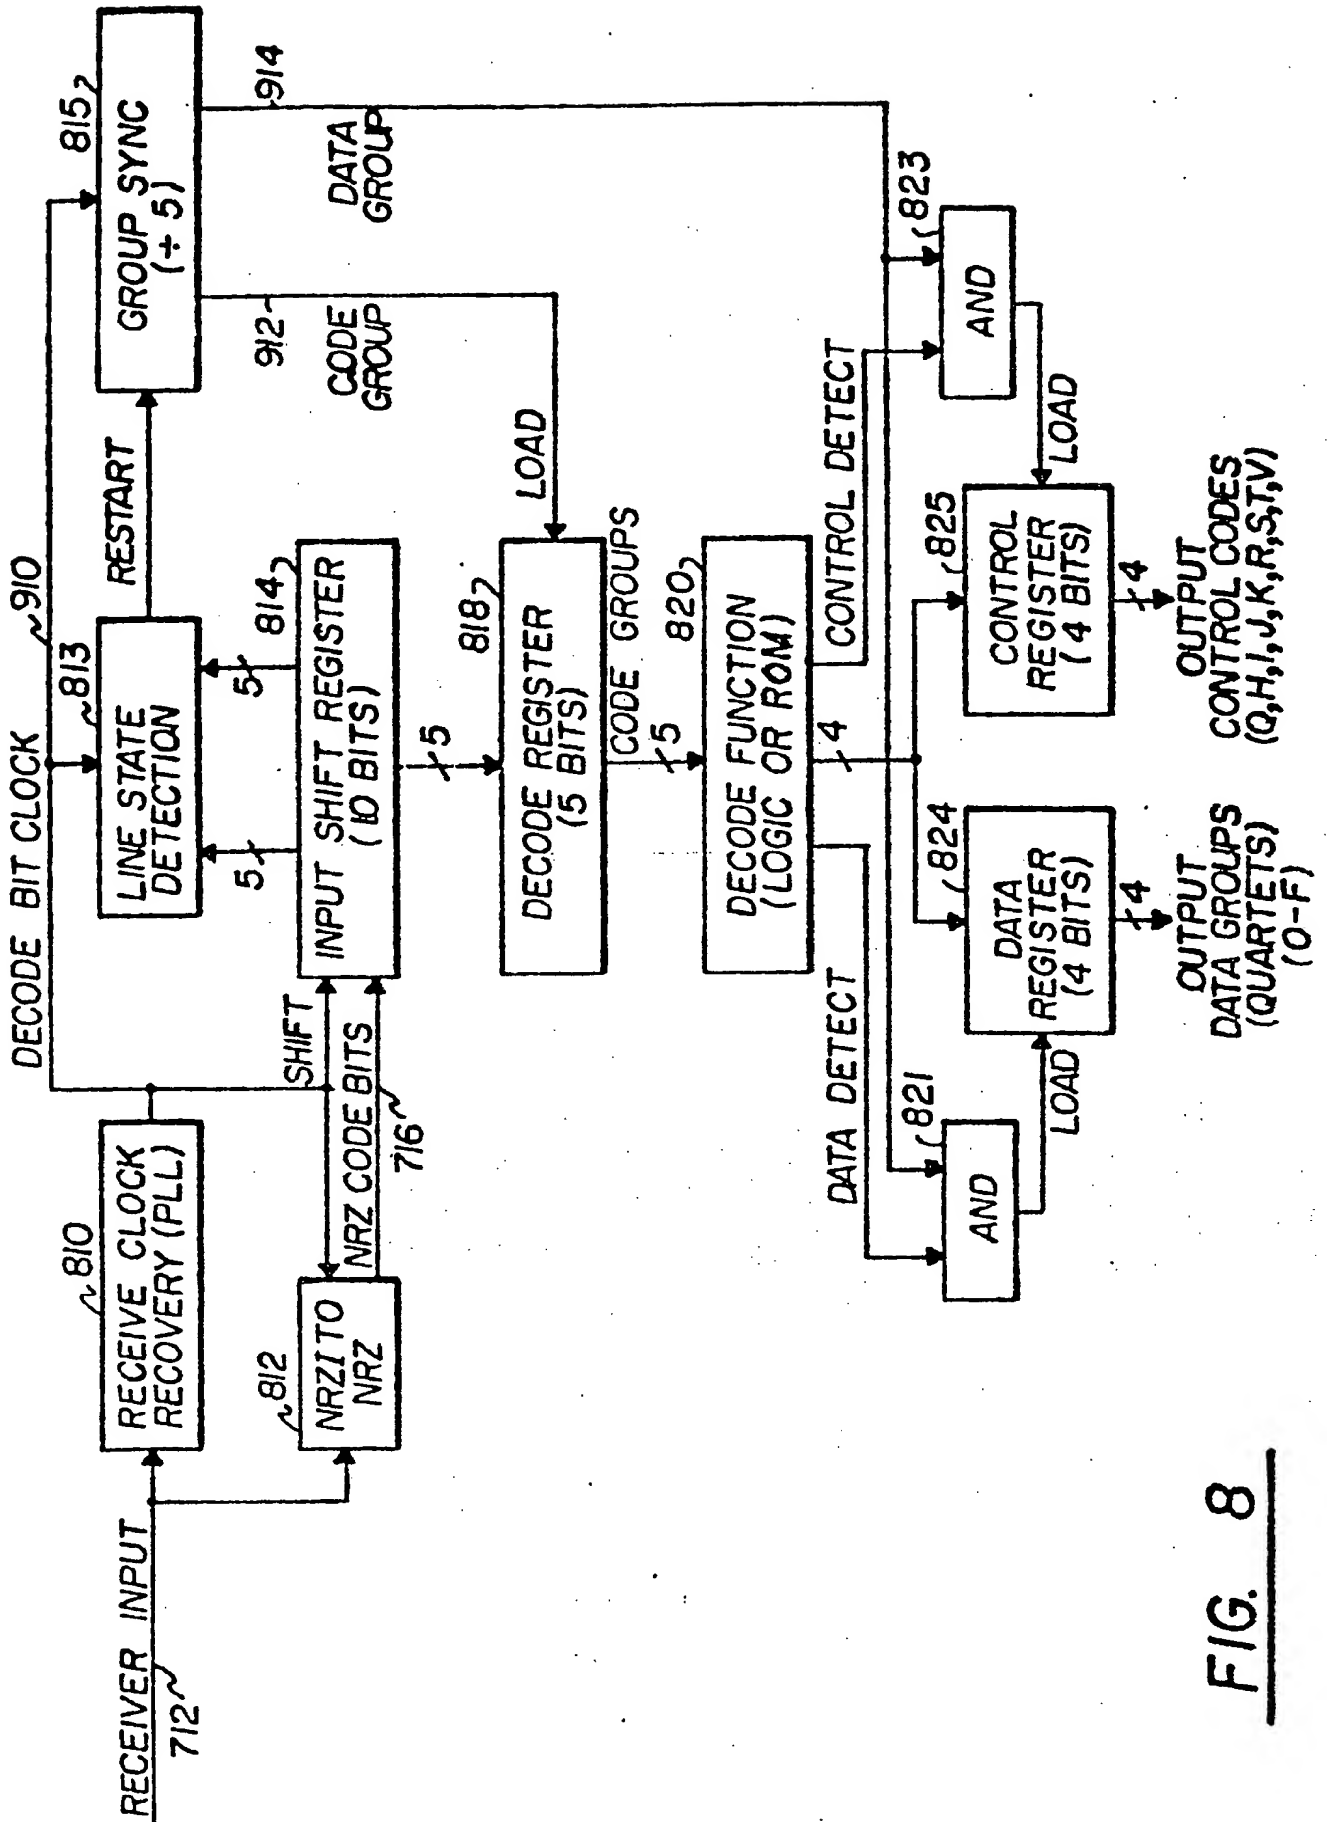 RECEIVER INPUT
712
810
RECEIVE CLOCK
RECOVERY (PLL)
812
NRZI TO
NRZ
DECODE BIT CLOCK
910
SHIFT
NRZ CODE BITS
716
813
LINE STATE
DETECTION
RESTART
815
GROUP SYNC
(÷ 5)
5
5
814
INPUT SHIFT REGISTER
(10 BITS)
912
CODE
GROUP
914
DATA
GROUP
5
818
DECODE REGISTER
(5 BITS)
LOAD
CODE GROUPS
5
820
DECODE FUNCTION
(LOGIC OR ROM)
DATA DETECT
4
CONTROL DETECT
821
AND
LOAD
824
DATA
REGISTER
(4 BITS)
825
CONTROL
REGISTER
(4 BITS)
823
AND
LOAD
4
4
OUTPUT
DATA GROUPS
(QUARTETS)
(0-F)
OUTPUT
CONTROL CODES
(Q,H,I,J,K,R,S,T,V)
FIG. 8